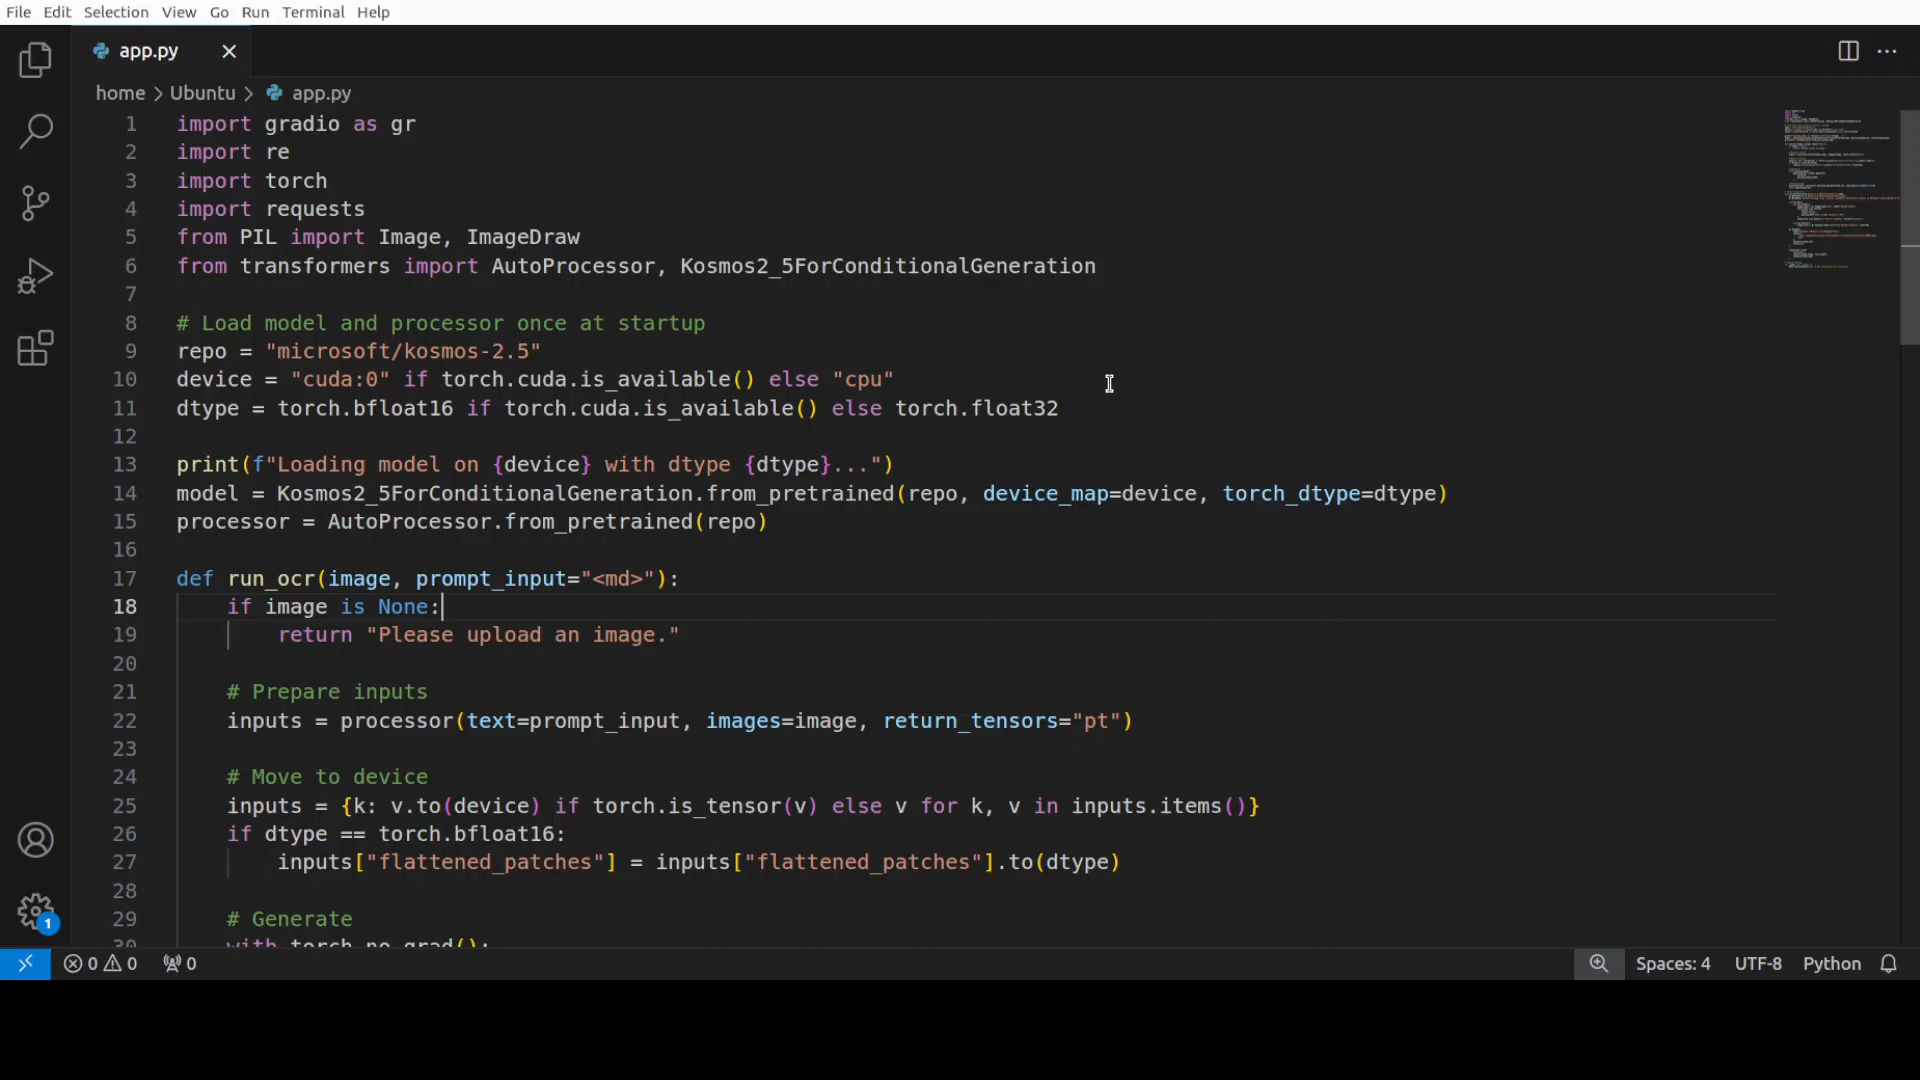 File Edit Selection View Go Run Terminal Help
app.py
home > Ubuntu > app.py
1 import gradio as gr
2 import re
3 import torch
4 import requests
5 from PIL import Image, ImageDraw
6 from transformers import AutoProcessor, Kosmos2_5ForConditionalGeneration
7
8 # Load model and processor once at startup
9 repo = "microsoft/kosmos-2.5"
10 device = "cuda:0" if torch.cuda.is_available() else "cpu"
11 dtype = torch.bfloat16 if torch.cuda.is_available() else torch.float32
12
13 print(f"Loading model on {device} with dtype {dtype}...")
14 model = Kosmos2_5ForConditionalGeneration.from_pretrained(repo, device_map=device, torch_dtype=dtype)
15 processor = AutoProcessor.from_pretrained(repo)
16
17 def run_ocr(image, prompt_input="<md>"):
18     if image is None:
19         return "Please upload an image."
20
21     # Prepare inputs
22     inputs = processor(text=prompt_input, images=image, return_tensors="pt")
23
24     # Move to device
25     inputs = {k: v.to(device) if torch.is_tensor(v) else v for k, v in inputs.items()}
26     if dtype == torch.bfloat16:
27         inputs["flattened_patches"] = inputs["flattened_patches"].to(dtype)
28
29     # Generate
30     with torch.no_grad():
1
0 0 0 Spaces: 4 UTF-8 Python